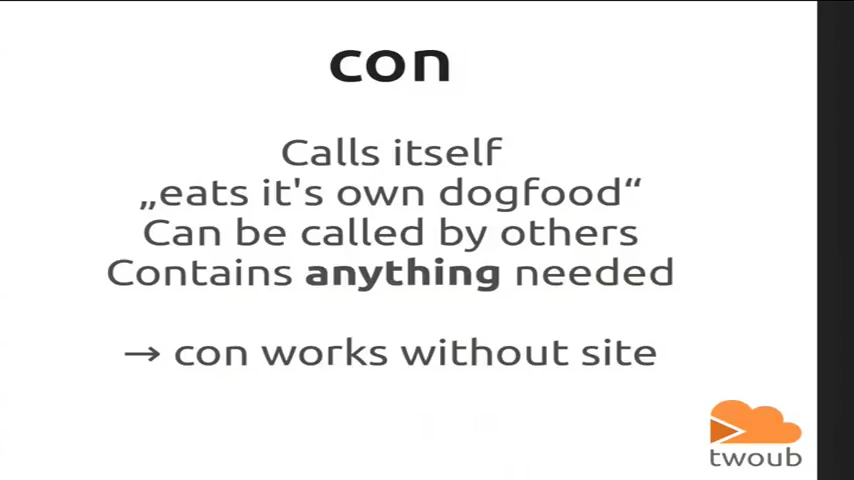 con
Calls itself
„eats it's own dogfood“
Can be called by others
Contains anything needed
→ con works without site
twoub